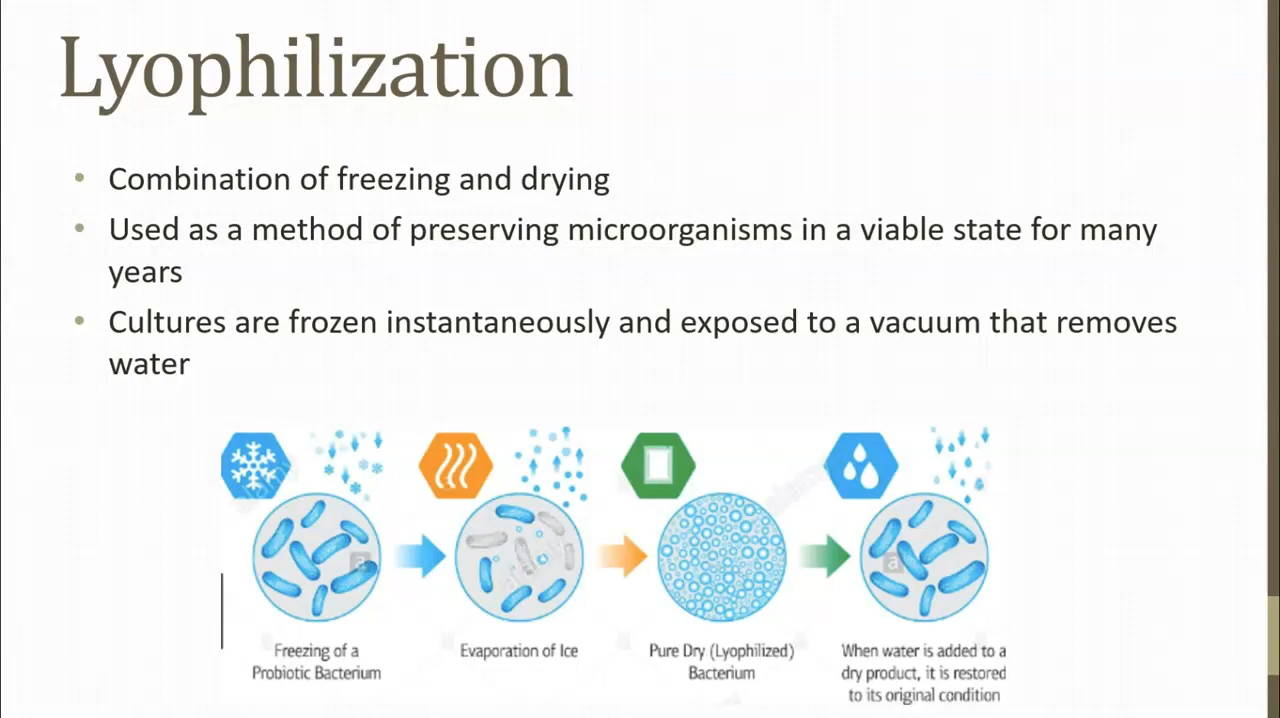 Lyophilization
• Combination of freezing and drying
• Used as a method of preserving microorganisms in a viable state for many
years
• Cultures are frozen instantaneously and exposed to a vacuum that removes
water
a
a
Freezing of a
Probiotic Bacterium
Evaporation of Ice
Pure Dry (Lyophilized)
Bacterium
When water is added to a
dry product, it is restored
to its original condition